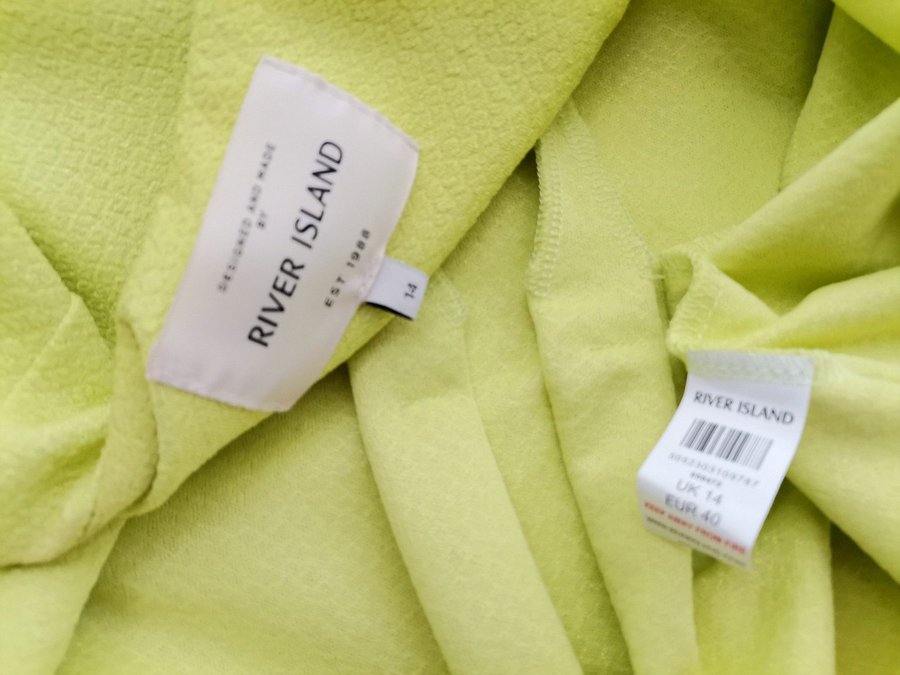 DESIGNED AND MADE
BY
RIVER ISLAND
EST 1988
14
RIVER ISLAND
UK 14
EUR 40
KEEP AWAY FROM FIRE